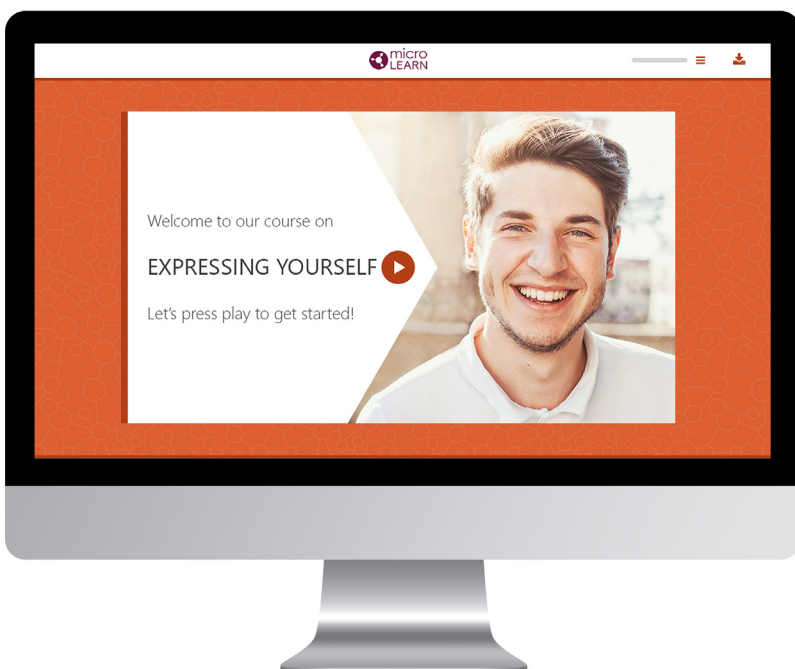 micro
LEARN
Welcome to our course on
EXPRESSING YOURSELF
Let's press play to get started!